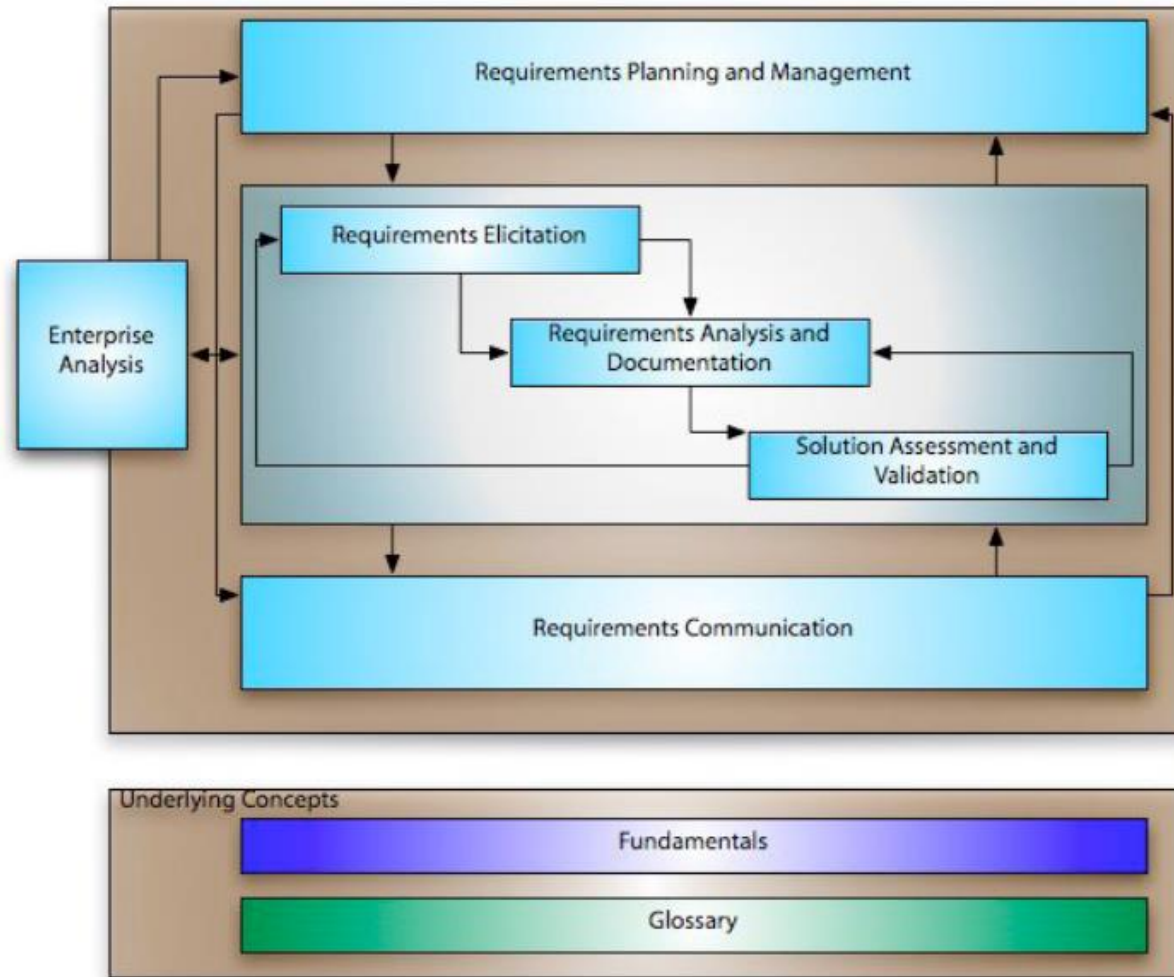 Requirements Planning and Management
Requirements Elicitation
Enterprise
Analysis
Requirements Analysis and
Documentation
Solution Assessment and
Validation
Requirements Communication
Underlying Concepts
Fundamentals
Glossary